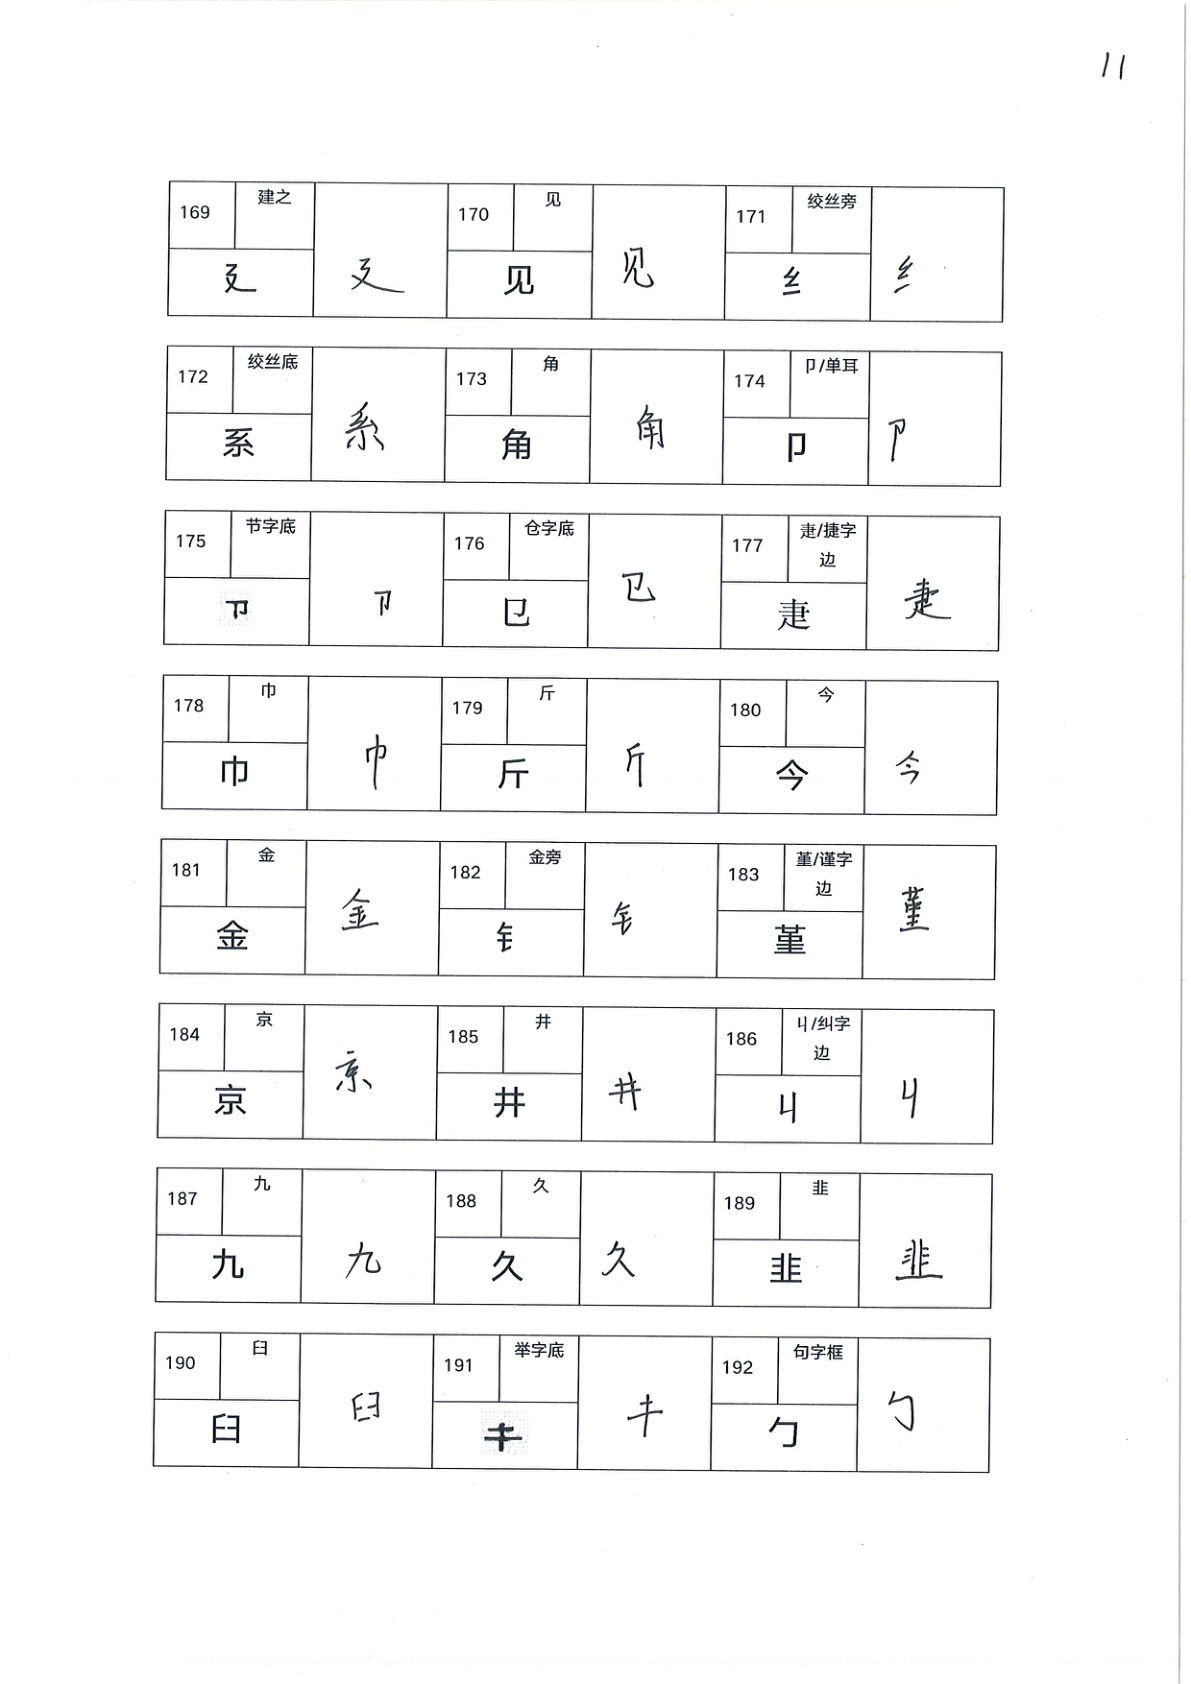 11
169 建之 廴 廴 170 见 见 见 171 绞丝旁 纟 纟
172 绞丝底 系 糸 173 角 角 角 174 卩/单耳 卩 卩
175 节字底 卩 卩 176 仓字底 㔾 㔾 177 疌/捷字边 疌 疌
178 巾 巾 巾 179 斤 斤 斤 180 今 今 今
181 金 金 金 182 金旁 钅 钅 183 堇/谨字边 堇 堇
184 京 京 京 185 井 井 井 186 丩/纠字边 丩 丩
187 九 九 九 188 久 久 久 189 韭 韭 韭
190 臼 臼 臼 191 举字底 192 句字框 勹 勹